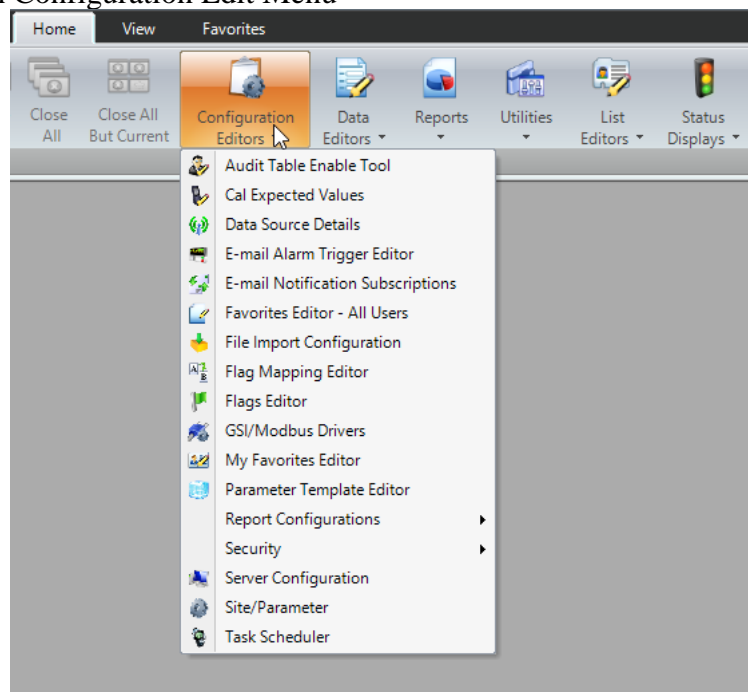 Configuration Edit Menu
Home View Favorites
Close All
Close All But Current
Configuration Editors
Data Editors
Reports
Utilities
List Editors
Status Displays
Audit Table Enable Tool
Cal Expected Values
Data Source Details
E-mail Alarm Trigger Editor
E-mail Notification Subscriptions
Favorites Editor - All Users
File Import Configuration
Flag Mapping Editor
Flags Editor
GSI/Modbus Drivers
My Favorites Editor
Parameter Template Editor
Report Configurations
Security
Server Configuration
Site/Parameter
Task Scheduler